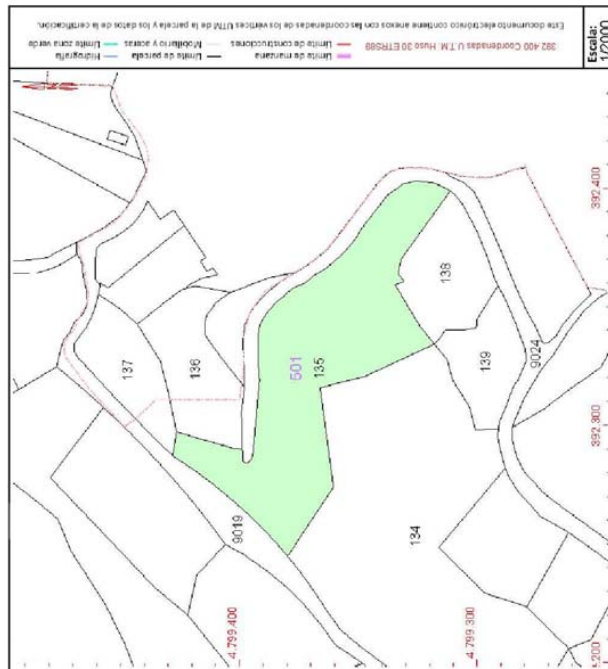 Este documento electrónico contiene anexos con las coordenadas de los vértices UTM de la parcela y los datos de la certificación.
392.400 Coordenadas U.T.M. Huso 30 ETRS89
Límite de manzana
Límite de construcciones
Límite de parcela
Mobiliario y aceras
Hidrografía
Límite zona verde
Escala:
1/2000
137
136
501
135
138
139
9024
9019
134
392.400
392.300
200
4.799.400
4.799.300